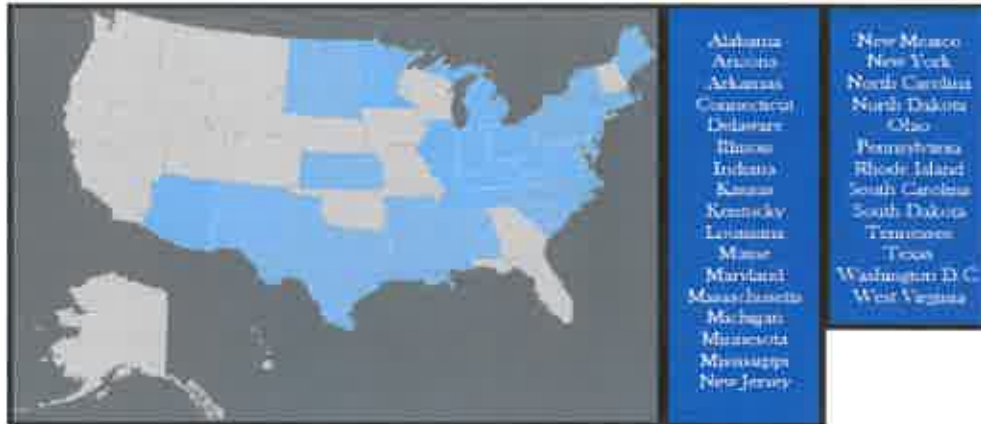 Alabama
Arizona
Arkansas
Connecticut
Delaware
Illinois
Indiana
Kansas
Kentucky
Louisiana
Maine
Maryland
Massachusetts
Michigan
Minnesota
Mississippi
New Jersey
New Mexico
New York
North Carolina
North Dakota
Ohio
Pennsylvania
Rhode Island
South Carolina
South Dakota
Tennessee
Texas
Washington D.C.
West Virginia